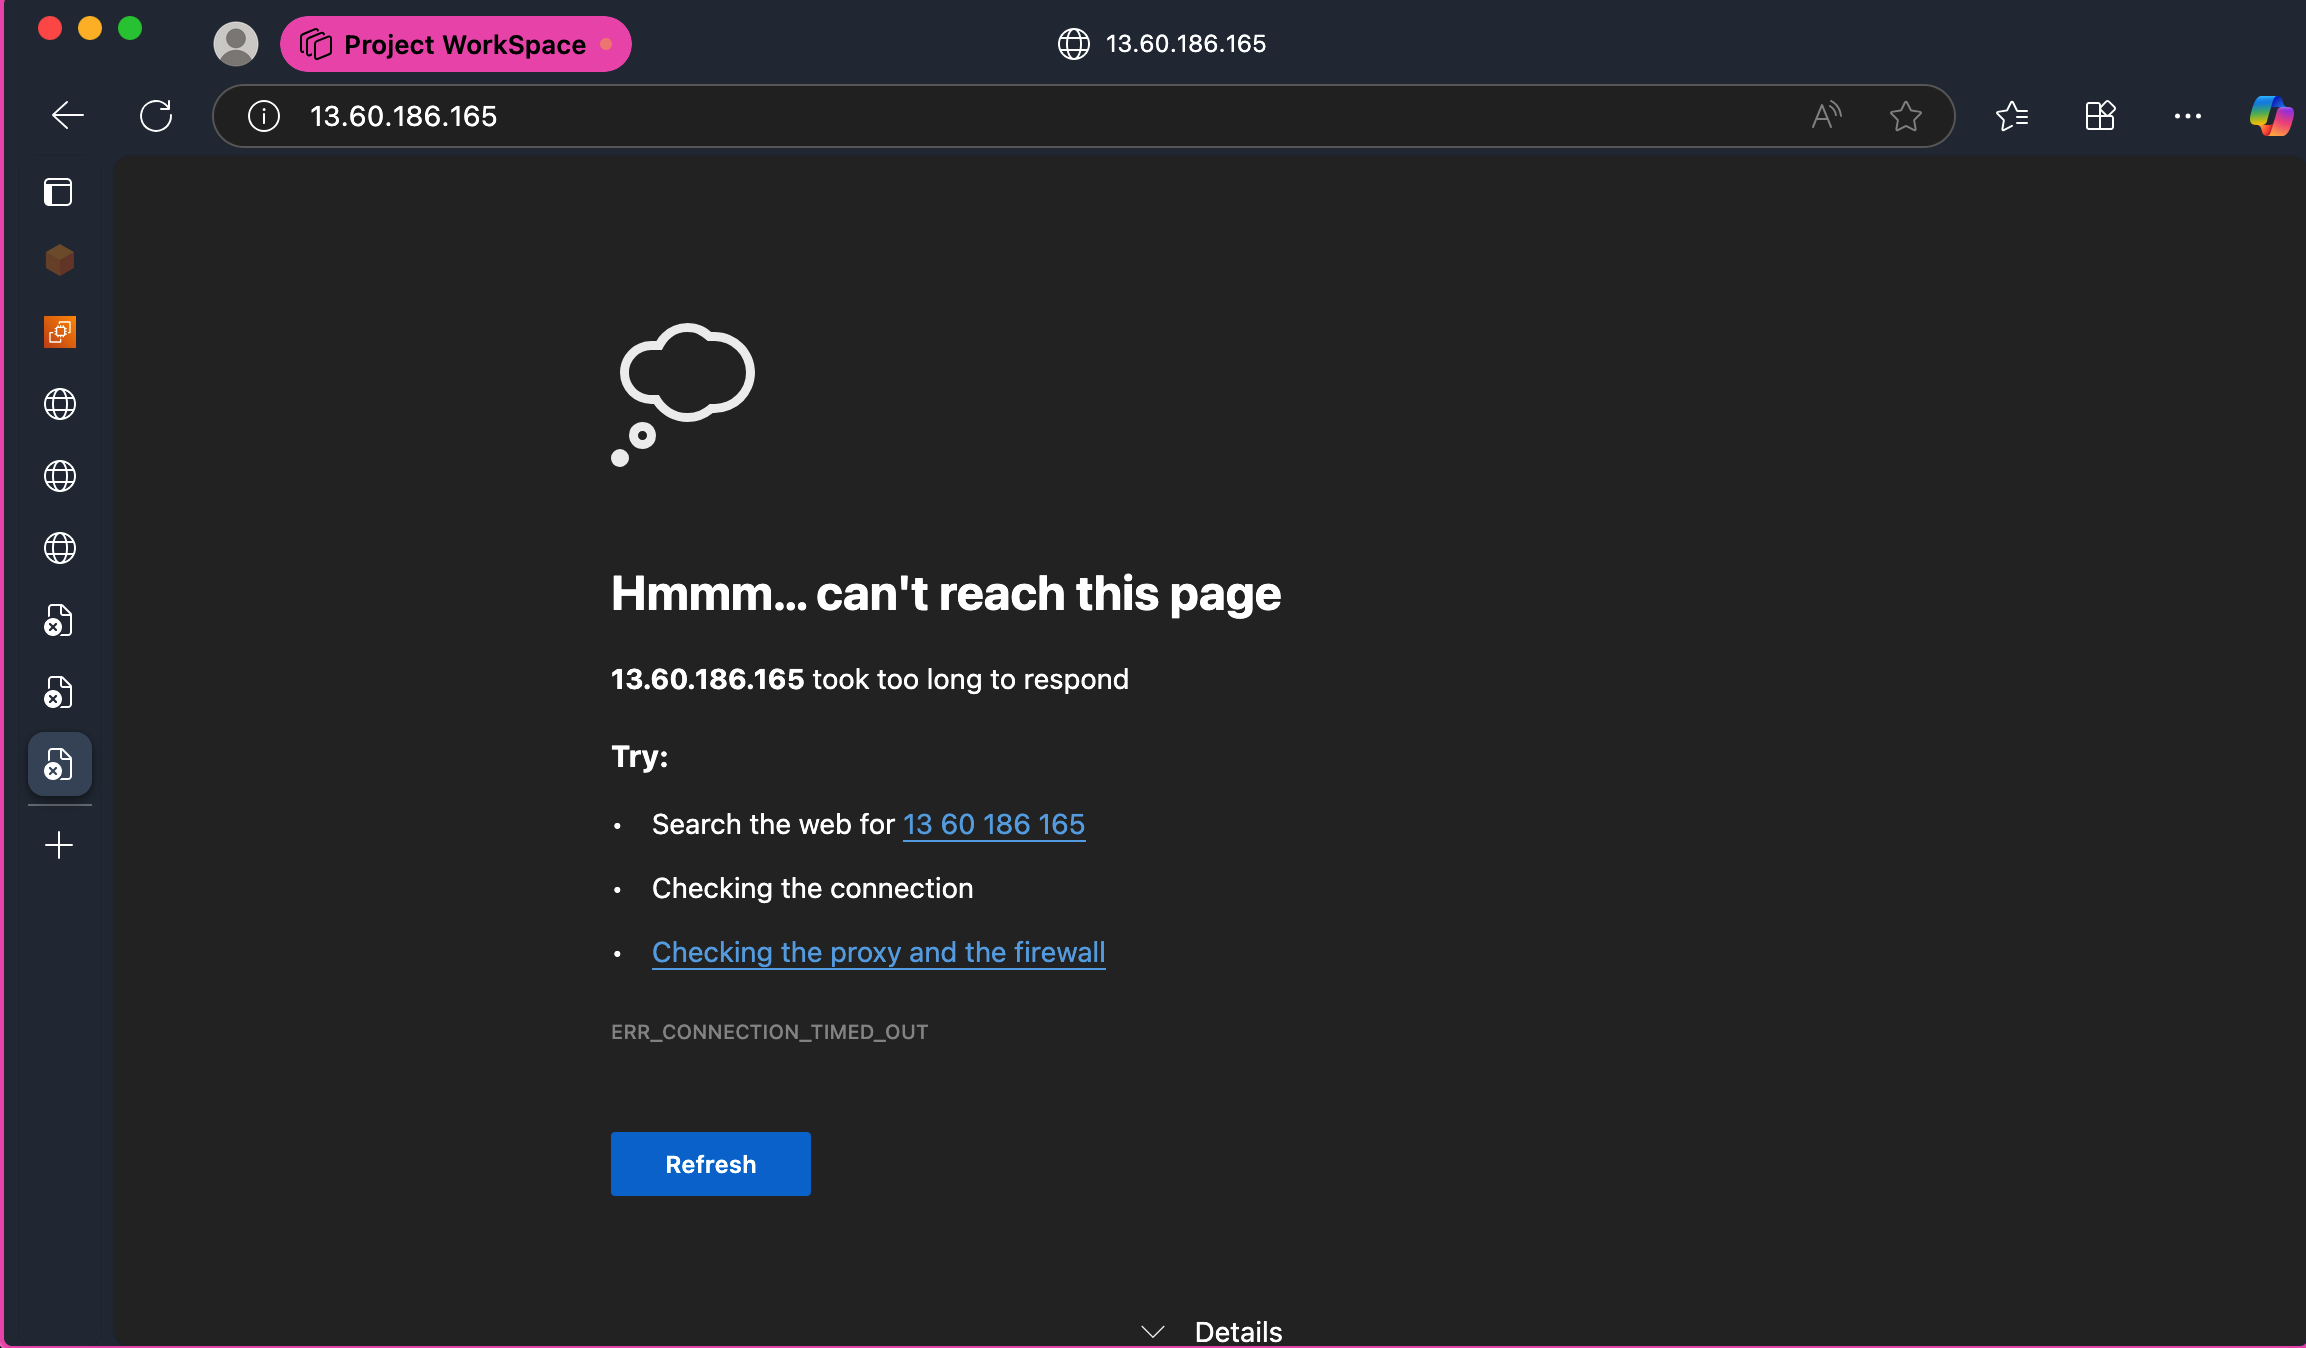 Project WorkSpace
13.60.186.165
13.60.186.165
Hmmm... can't reach this page
13.60.186.165 took too long to respond
Try:
• Search the web for 13 60 186 165
• Checking the connection
• Checking the proxy and the firewall
ERR_CONNECTION_TIMED_OUT
Refresh
Details